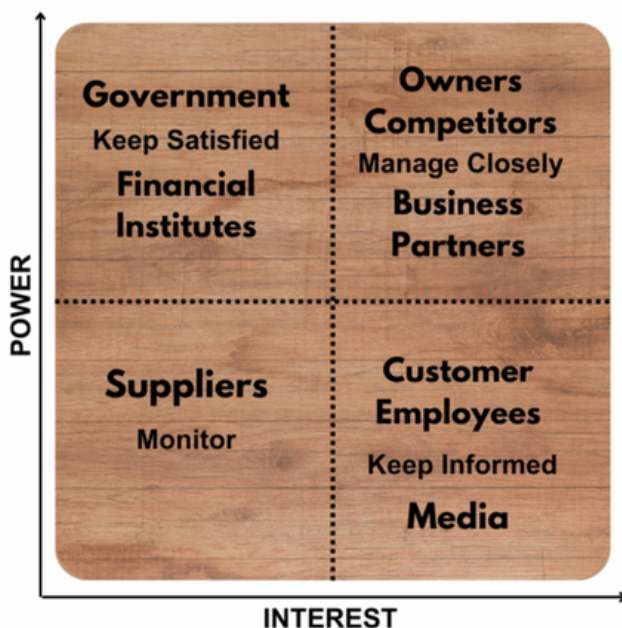 POWER
Government
Keep Satisfied
Financial
Institutes
Owners
Competitors
Manage Closely
Business
Partners
Suppliers
Monitor
Customer
Employees
Keep Informed
Media
INTEREST